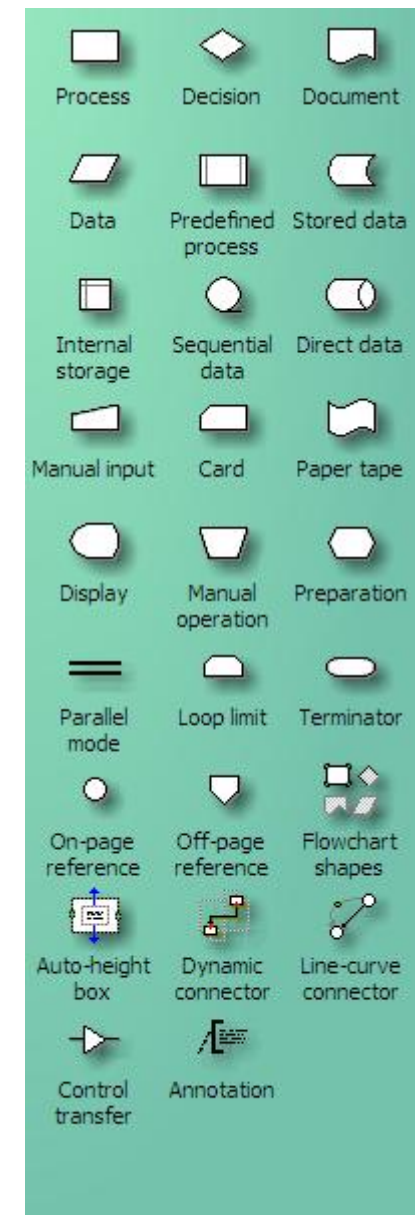 Process Decision Document
Data Predefined process Stored data
Internal storage Sequential data Direct data
Manual input Card Paper tape
Display Manual operation Preparation
Parallel mode Loop limit Terminator
On-page reference Off-page reference Flowchart shapes
Auto-height box Dynamic connector Line-curve connector
Control transfer Annotation